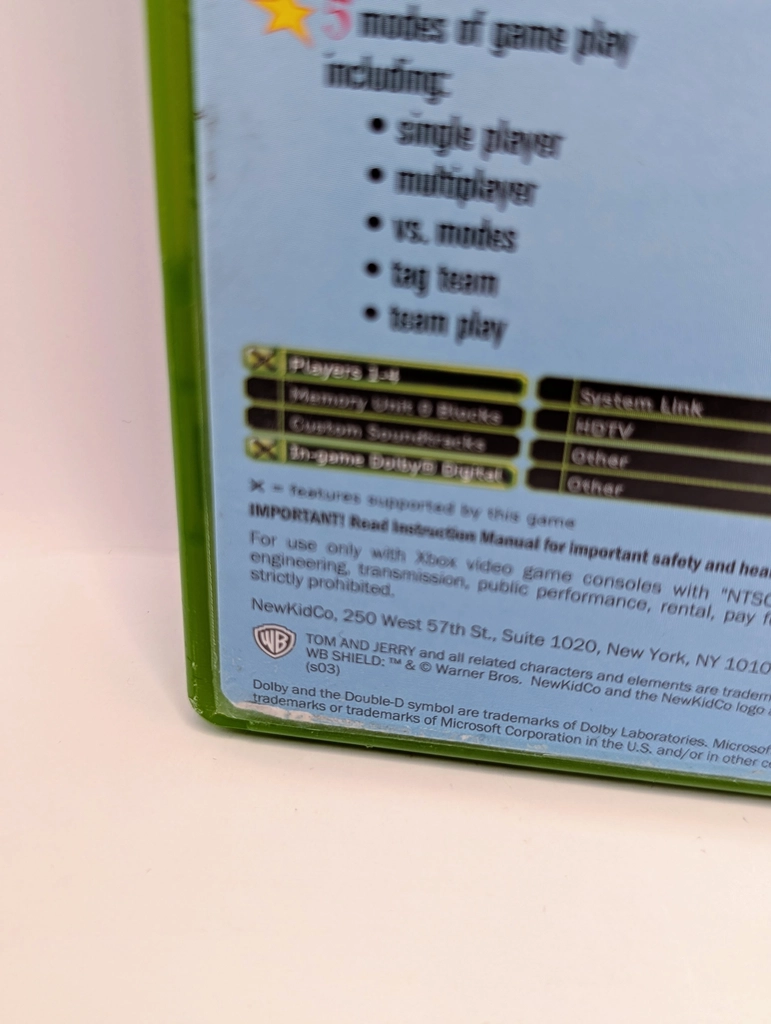 5 modes of game play
including:
• single player
• multiplayer
• vs. modes
• tag team
• team play
Players 1-4
Memory Unit 8 Blocks
Custom Soundtracks
In-game Dolby® Digital
System Link
HDTV
Other
Other
X = features supported by this game
IMPORTANT! Read Instruction Manual for important safety and hea
For use only with Xbox video game consoles with "NTSC
engineering, transmission, public performance, rental, pay f
strictly prohibited.
NewKidCo, 250 West 57th St., Suite 1020, New York, NY 1010
WB
TOM AND JERRY and all related characters and elements are tradem
WB SHIELD: ™ & © Warner Bros. NewKidCo and the NewKidCo logo
(s03)
Dolby and the Double-D symbol are trademarks of Dolby Laboratories. Microsof
trademarks or trademarks of Microsoft Corporation in the U.S. and/or in other c